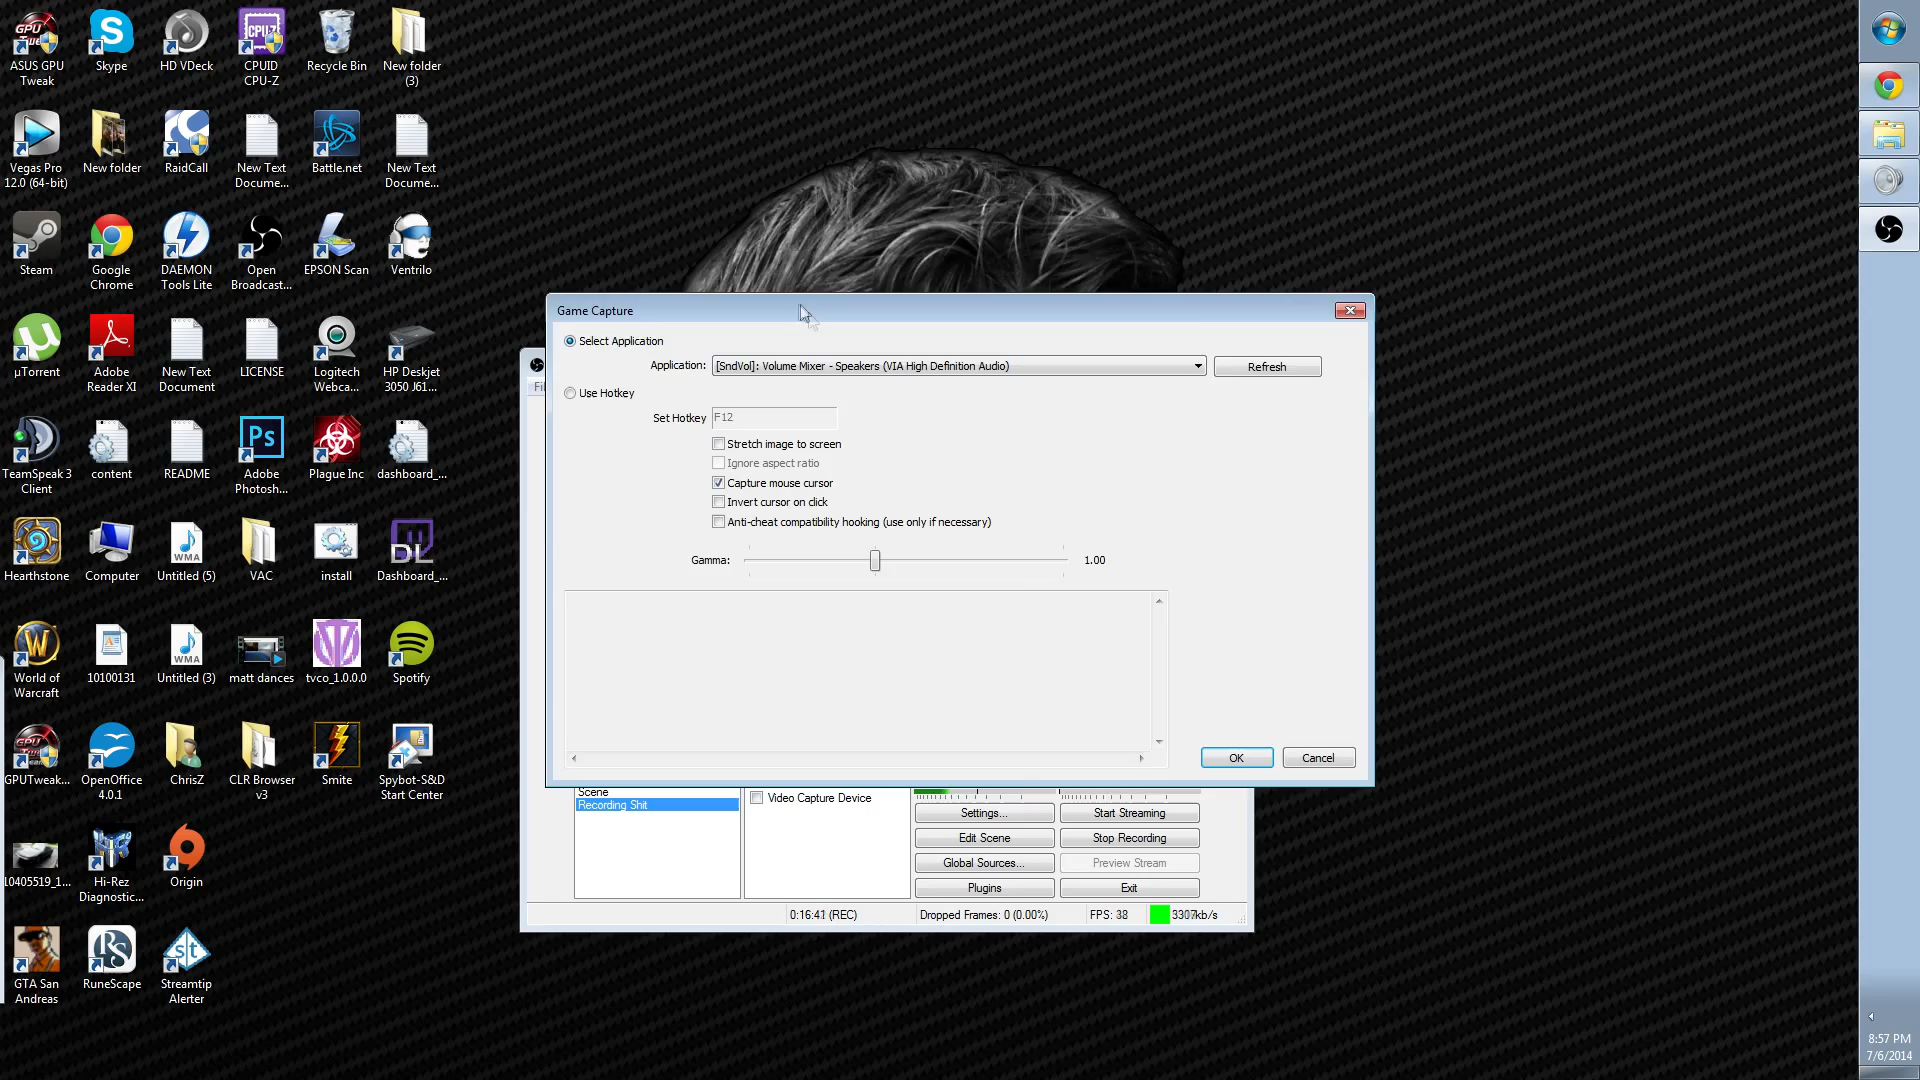 ASUS GPU
Tweak
Skype
HD VDeck
CPUID
CPU-Z
Recycle Bin
New folder
(3)
Vegas Pro
12.0 (64-bit)
New folder
RaidCall
New Text
Docume...
Battle.net
New Text
Docume...
Steam
Google
Chrome
DAEMON
Tools Lite
Open
Broadcast...
EPSON Scan
Ventrilo
µTorrent
Adobe
Reader XI
New Text
Document
LICENSE
Logitech
Webca...
HP Deskjet
3050 J61...
TeamSpeak 3
Client
content
README
Adobe
Photosh...
Plague Inc
dashboard_...
Hearthstone
Computer
Untitled (5)
VAC
install
Dashboard_...
World of
Warcraft
10100131
Untitled (3)
matt dances
tvco_1.0.0.0
Spotify
GPUTweak...
OpenOffice
4.0.1
ChrisZ
CLR Browser
v3
Smite
Spybot-S&D
Start Center
10405519_1...
Hi-Rez
Diagnostic...
Origin
GTA San
Andreas
RuneScape
Streamtip
Alerter
Game Capture
Select Application
Application: [SndVol]: Volume Mixer - Speakers (VIA High Definition Audio)
Refresh
Use Hotkey
Set Hotkey F12
Stretch image to screen
Ignore aspect ratio
Capture mouse cursor
Invert cursor on click
Anti-cheat compatibility hooking (use only if necessary)
Gamma: 1.00
OK Cancel
Scene
Recording Shit
Video Capture Device
Settings... Start Streaming
Edit Scene Stop Recording
Global Sources... Preview Stream
Plugins Exit
0:16:41 (REC) Dropped Frames: 0 (0.00%) FPS: 38
8:57 PM
7/6/2014